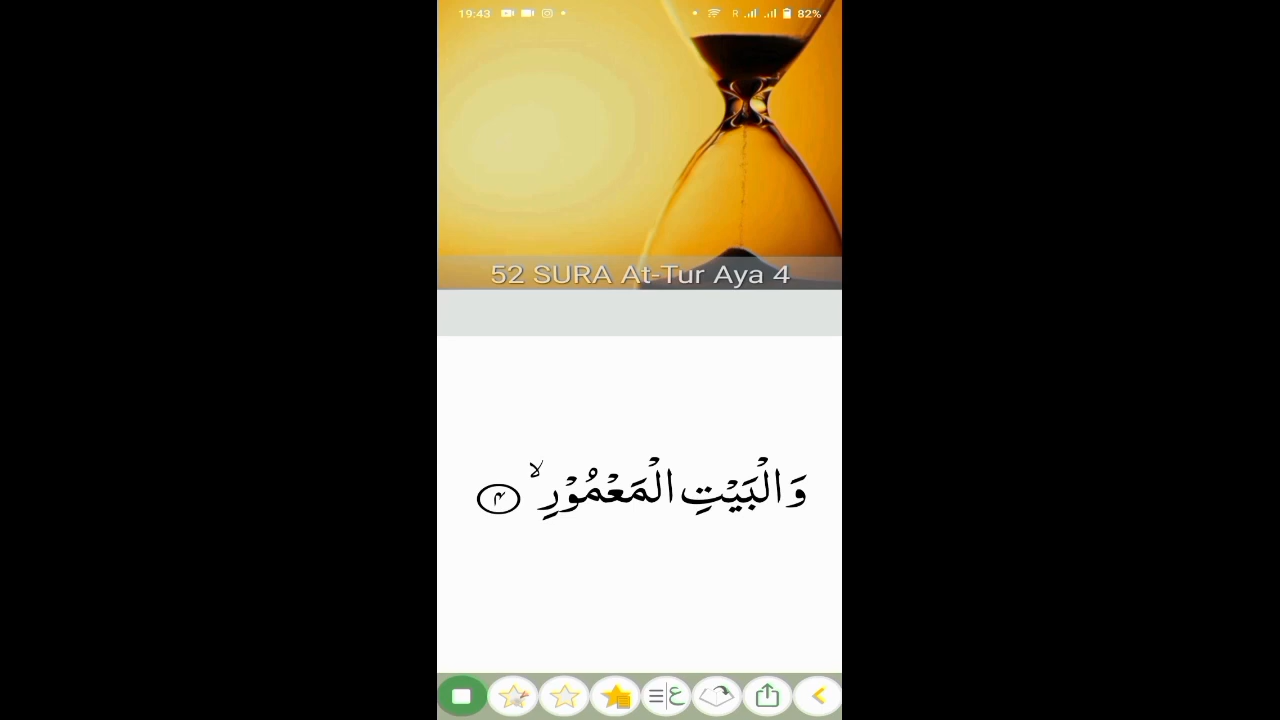 19:43 R 82%
52 SURA At-Tur Aya 4
وَالْبَيْتِ الْمَعْمُوْرِ ۙ ۴
ع